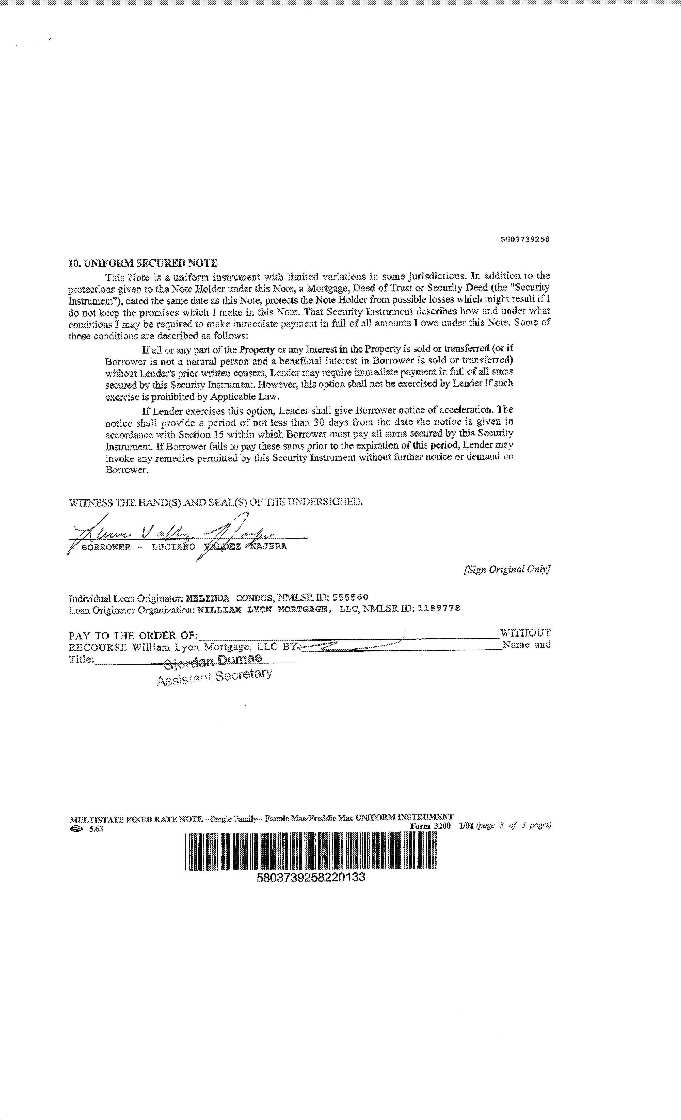 5803739258
10. UNIFORM SECURED NOTE
This Note is a uniform instrument with limited variations in some jurisdictions. In addition to the
protections given to the Note Holder under this Note, a Mortgage, Deed of Trust or Security Deed (the "Security
Instrument"), dated the same date as this Note, protects the Note Holder from possible losses which might result if I
do not keep the promises which I make in this Note. That Security Instrument describes how and under what
conditions I may be required to make immediate payment in full of all amounts I owe under this Note. Some of
those conditions are described as follows:
If all or any part of the Property or any Interest in the Property is sold or transferred (or if
Borrower is not a natural person and a beneficial interest in Borrower is sold or transferred)
without Lender's prior written consent, Lender may require immediate payment in full of all sums
secured by this Security Instrument. However, this option shall not be exercised by Lender if such
exercise is prohibited by Applicable Law.
If Lender exercises this option, Lender shall give Borrower notice of acceleration. The
notice shall provide a period of not less than 30 days from the date the notice is given in
accordance with Section 15 within which Borrower must pay all sums secured by this Security
Instrument. If Borrower fails to pay these sums prior to the expiration of this period, Lender may
invoke any remedies permitted by this Security Instrument without further notice or demand on
Borrower.
WITNESS THE HAND(S) AND SEAL(S) OF THE UNDERSIGNED.
BORROWER - LUCIANO VALDEZ NAJERA
[Sign Original Only]
Individual Loan Originator: MELINDA CONDOS, NMLSR ID: 555560
Loan Originator Organization: WILLIAM LYON MORTGAGE, LLC, NMLSR ID: 1189778
PAY TO THE ORDER OF: WITHOUT
RECOURSE William Lyon Mortgage, LLC BY: Name and
Title: Dumas
Assistant Secretary
MULTISTATE FIXED RATE NOTE - Single Family - Fannie Mae/Freddie Mac UNIFORM INSTRUMENT
5.63 Form 3200 1/01 (page 3 of 3 pages)
5803739258220133